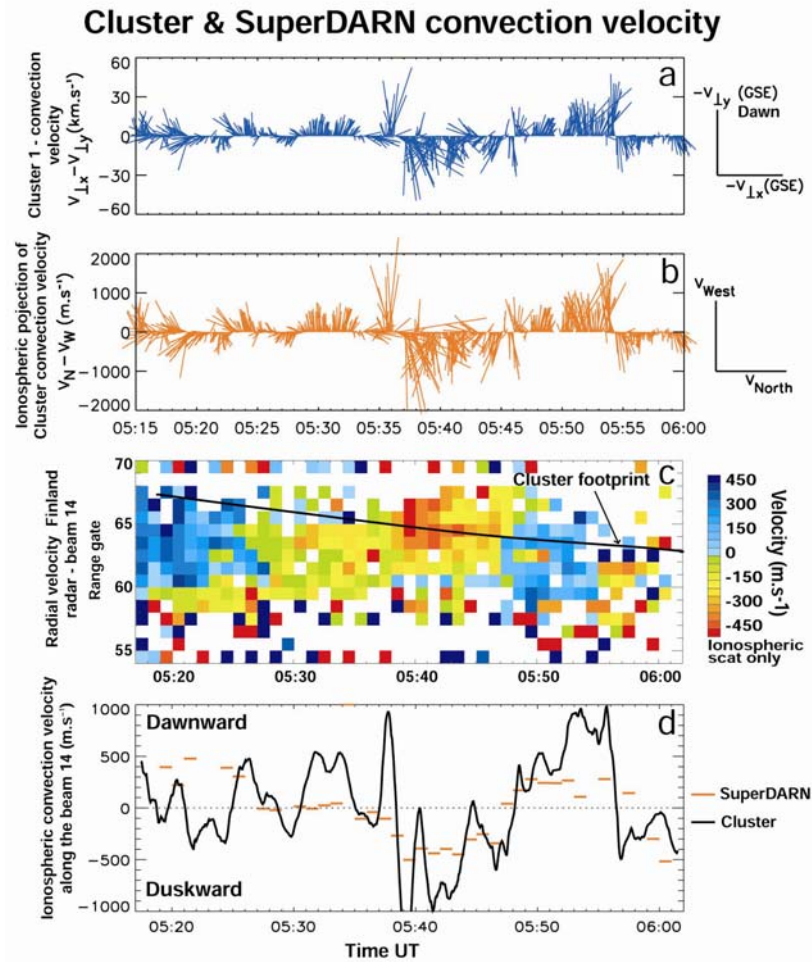 Cluster & SuperDARN convection velocity
Cluster 1 - convection
velocity
V⊥x – V⊥y (km.s⁻¹)
60
30
0
-30
-60
a
-V⊥y (GSE)
Dawn
-V⊥x(GSE)
Ionospheric pojection of
Cluster convection velocity
V_N – V_W (m.s⁻¹)
2000
1000
0
-1000
-2000
b
V_West
V_North
05:15 05:20 05:25 05:30 05:35 05:40 05:45 05:50 05:55 06:00
Radial velocity Finland
radar - beam 14
Range gate
70
65
60
55
c
Cluster footprint
05:20 05:30 05:40 05:50 06:00
450
300
150
0
-150
-300
-450
Velocity (m.s⁻¹)
Ionospheric
scat only
Ionospheric convection velocity
along the beam 14 (m.s⁻¹)
1000
500
0
-500
-1000
Dawnward
Duskward
d
SuperDARN
Cluster
05:20 05:30 05:40 05:50 06:00
Time UT